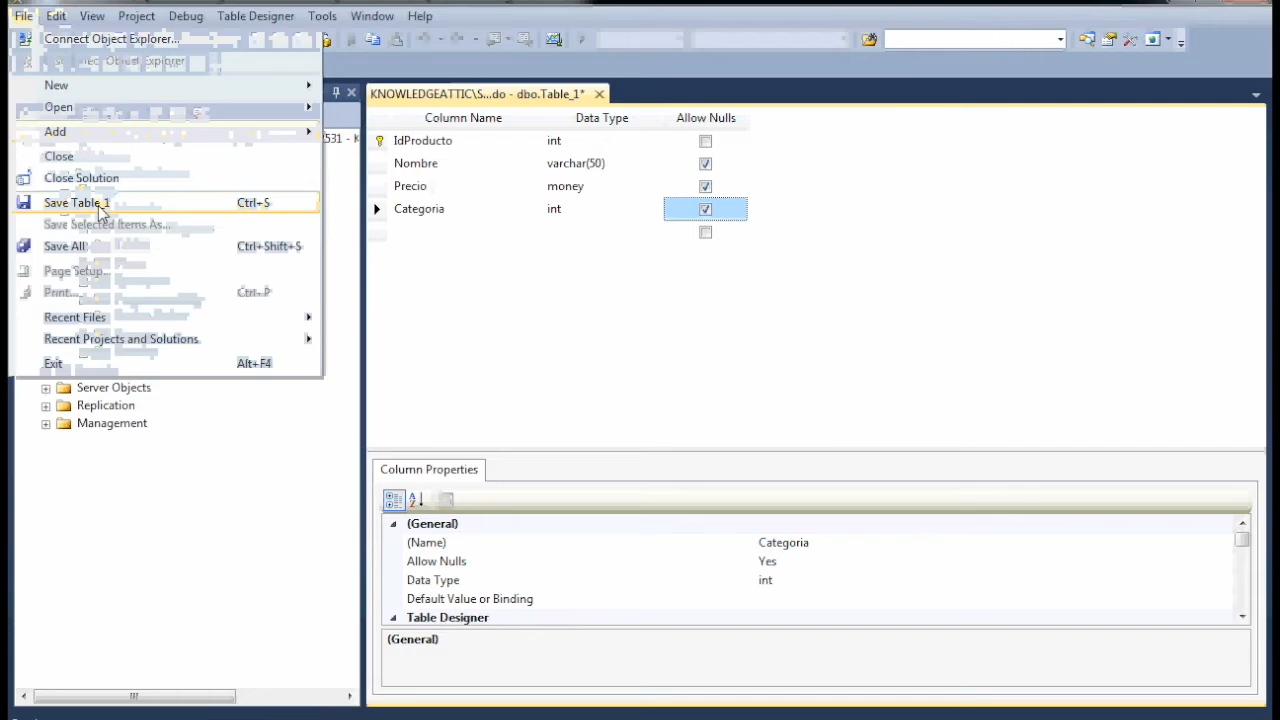 File Edit View Project Debug Table Designer Tools Window Help
Connect Object Explorer...
Object Explorer
New
Open
Add
Close
Close Solution
Save Table_1 Ctrl+S
Save Selected Items As...
Save All Ctrl+Shift+S
Page Setup...
Print... Ctrl+P
Recent Files
Recent Projects and Solutions
Exit Alt+F4
Server Objects
Replication
Management
KNOWLEDGEATTIC\S...do - dbo.Table_1*
Column Name Data Type Allow Nulls
IdProducto int
Nombre varchar(50)
Precio money
Categoria int
Column Properties
(General)
(Name) Categoria
Allow Nulls Yes
Data Type int
Default Value or Binding
Table Designer
(General)